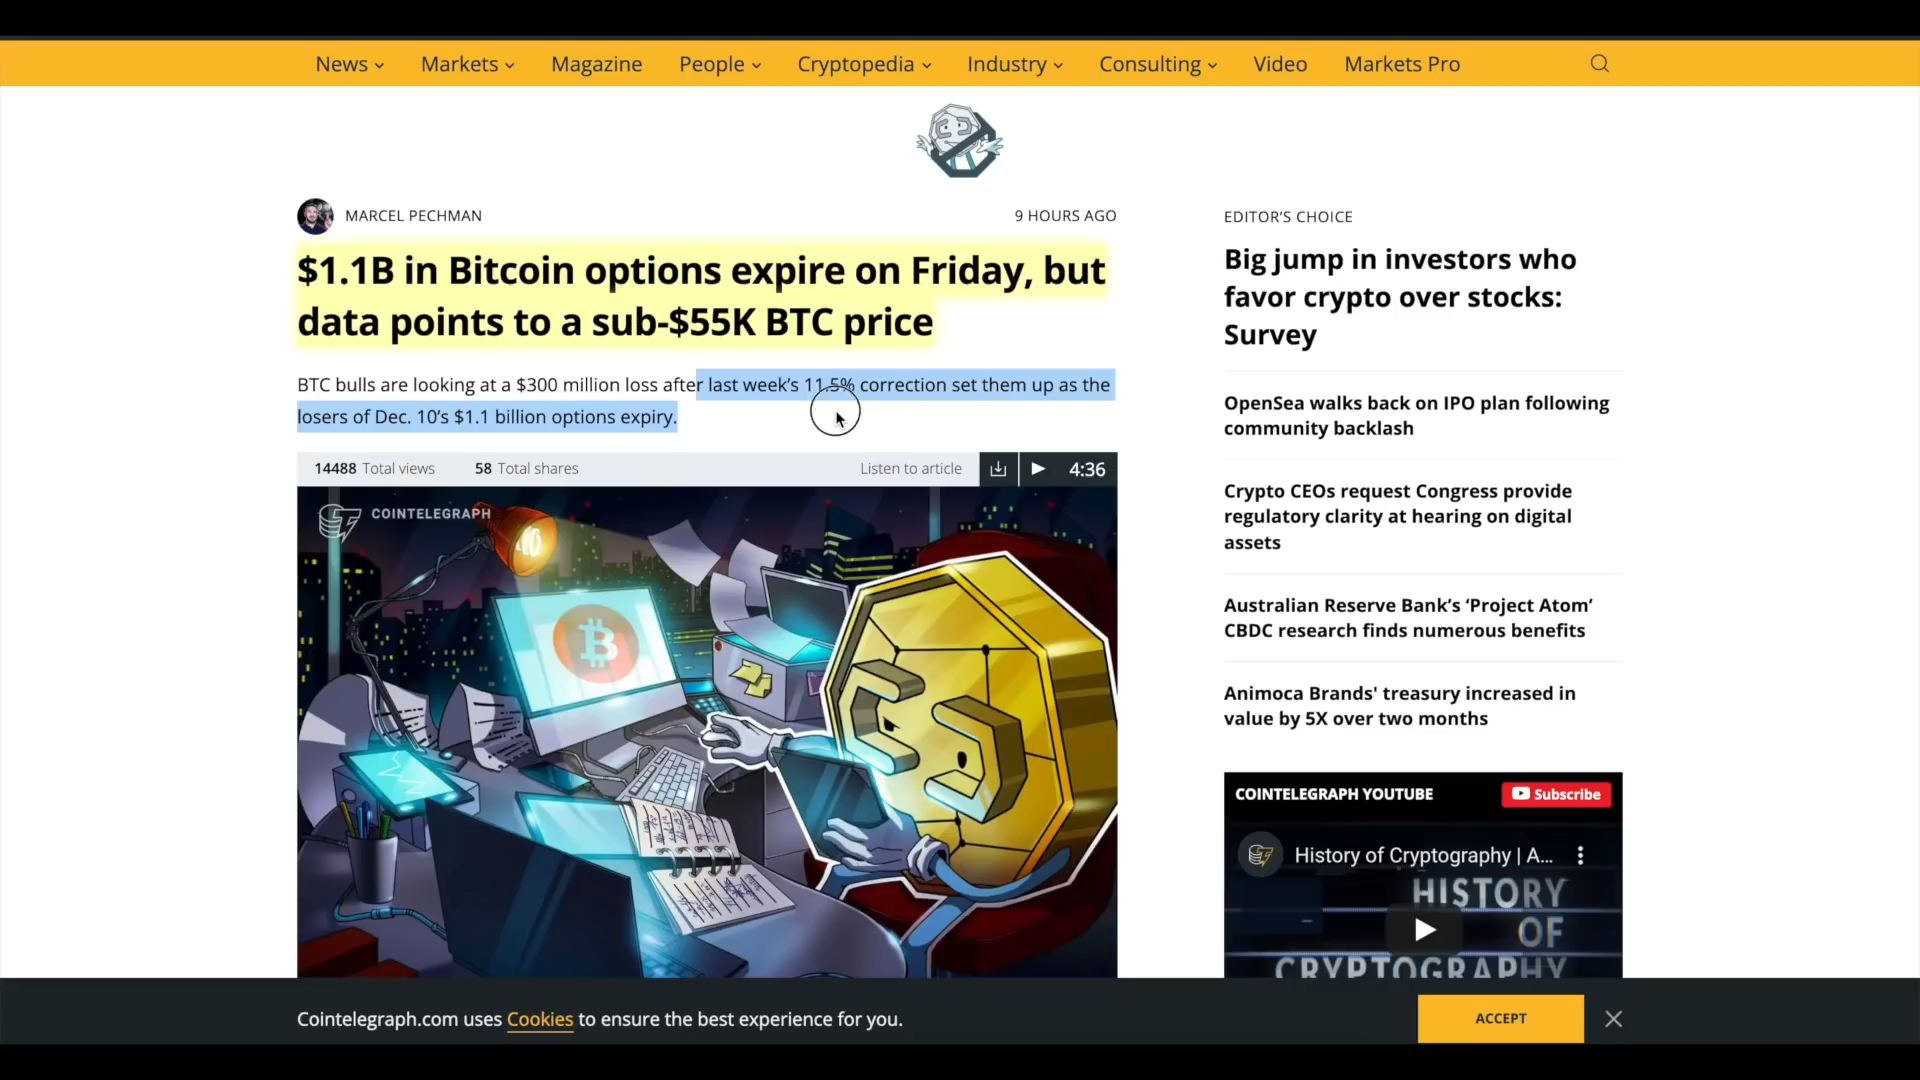 News Markets Magazine People Cryptopedia Industry Consulting Video Markets Pro
MARCEL PECHMAN
9 HOURS AGO
$1.1B in Bitcoin options expire on Friday, but
data points to a sub-$55K BTC price
BTC bulls are looking at a $300 million loss after last week’s 11.5% correction set them up as the
losers of Dec. 10’s $1.1 billion options expiry.
14488 Total views 58 Total shares Listen to article 4:36
COINTELEGRAPH
EDITOR’S CHOICE
Big jump in investors who
favor crypto over stocks:
Survey
OpenSea walks back on IPO plan following
community backlash
Crypto CEOs request Congress provide
regulatory clarity at hearing on digital
assets
Australian Reserve Bank’s ‘Project Atom’
CBDC research finds numerous benefits
Animoca Brands' treasury increased in
value by 5X over two months
COINTELEGRAPH YOUTUBE Subscribe
History of Cryptography | A...
HISTORY
OF
CRYPTOGRAPHY
Cointelegraph.com uses Cookies to ensure the best experience for you.
ACCEPT